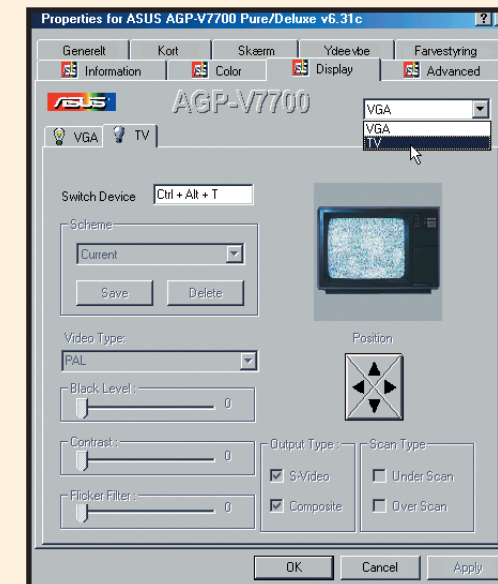 Properties for ASUS AGP-V7700 Pure/Deluxe v6.31c
Generelt Kort Skærm Ydeevbe Farvestyring
Information Color Display Advanced
ASUS AGP-V7700
VGA
VGA
TV
VGA TV
Switch Device Ctrl + Alt + T
Scheme
Current
Save Delete
Video Type:
PAL
Position
Black Level :
0
Contrast :
0
Flicker Filter :
0
Output Type :
S-Video
Composite
Scan Type
Under Scan
Over Scan
OK Cancel Apply